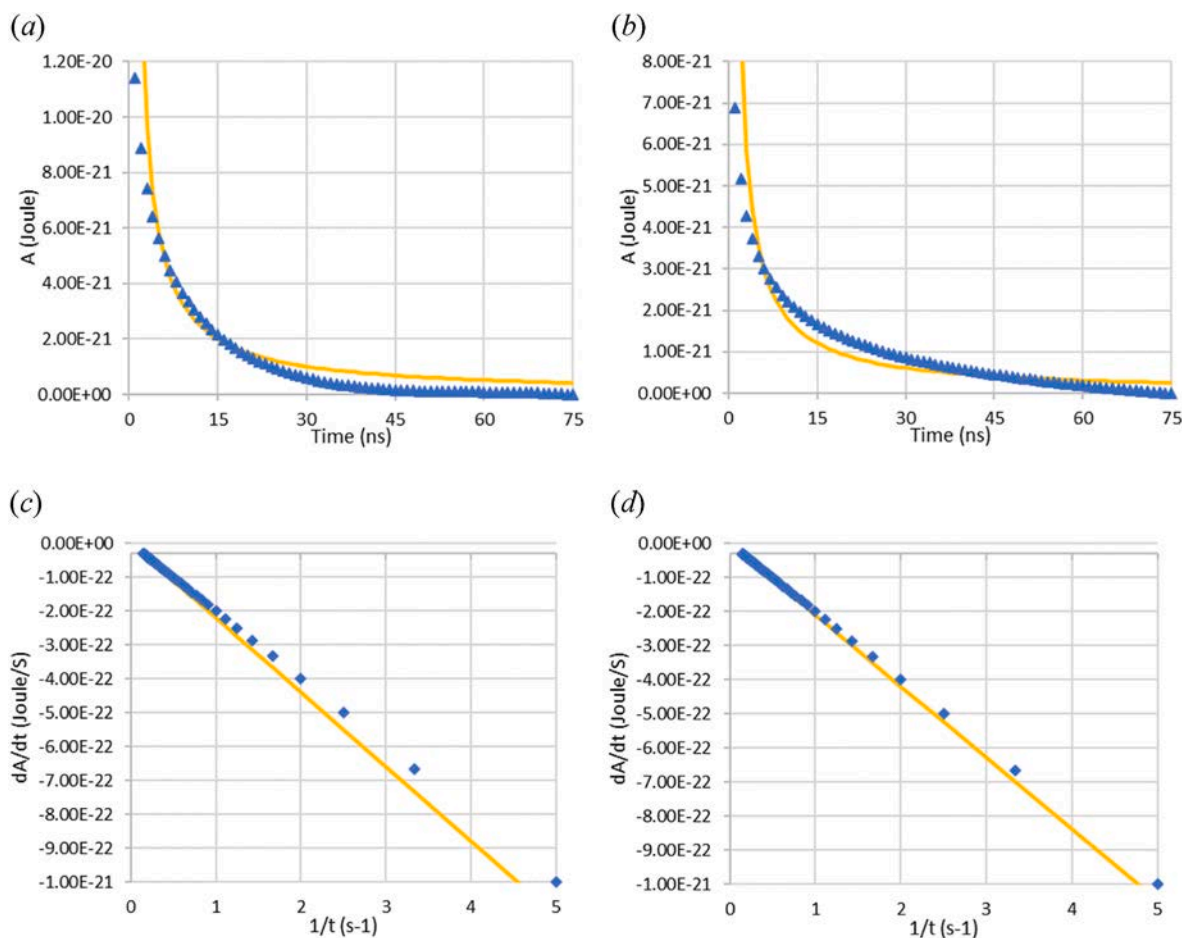 (a)
1.20E-20
1.00E-20
8.00E-21
6.00E-21
4.00E-21
2.00E-21
0.00E+00
A (Joule)
0 15 30 45 60 75
Time (ns)
(b)
8.00E-21
7.00E-21
6.00E-21
5.00E-21
4.00E-21
3.00E-21
2.00E-21
1.00E-21
0.00E+00
A (Joule)
0 15 30 45 60 75
Time (ns)
(c)
0.00E+00
-1.00E-22
-2.00E-22
-3.00E-22
-4.00E-22
-5.00E-22
-6.00E-22
-7.00E-22
-8.00E-22
-9.00E-22
-1.00E-21
dA/dt (Joule/S)
0 1 2 3 4 5
1/t (s-1)
(d)
0.00E+00
-1.00E-22
-2.00E-22
-3.00E-22
-4.00E-22
-5.00E-22
-6.00E-22
-7.00E-22
-8.00E-22
-9.00E-22
-1.00E-21
dA/dt (Joule/S)
0 1 2 3 4 5
1/t (s-1)